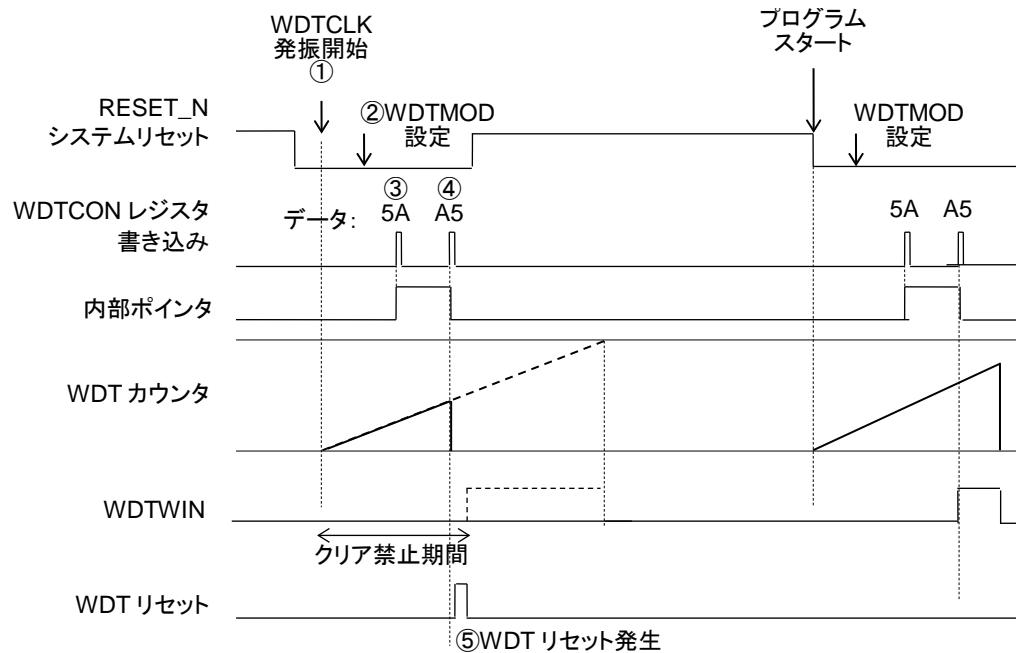 WDTCLK
発振開始
①
プログラム
スタート
RESET_N
システムリセット
②WDTMOD
設定
WDTMOD
設定
③
④
WDTCON レジスタ
書き込み
データ:
5A
A5
5A
A5
内部ポインタ
WDT カウンタ
WDTWIN
クリア禁止期間
WDT リセット
⑤WDT リセット発生